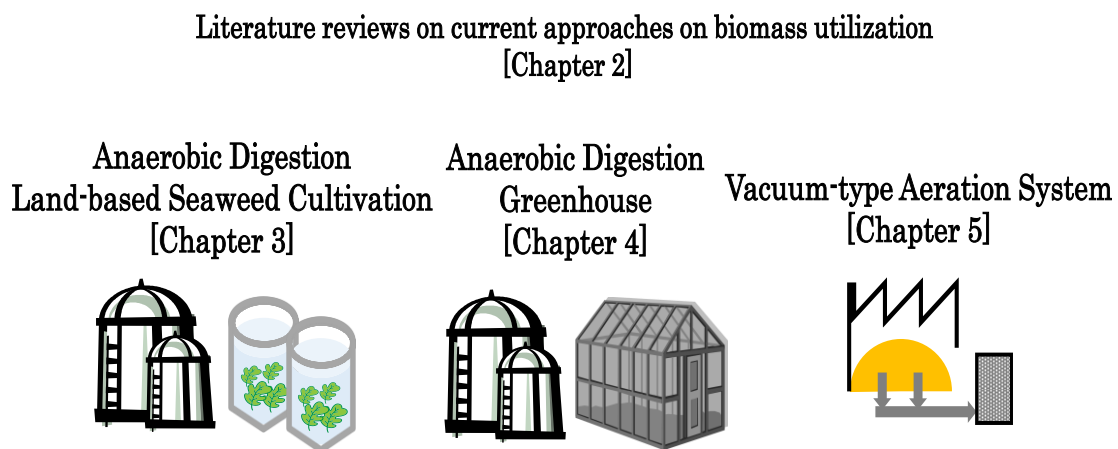 Literature reviews on current approaches on biomass utilization
[Chapter 2]
Anaerobic Digestion
Land-based Seaweed Cultivation
[Chapter 3]
Anaerobic Digestion
Greenhouse
[Chapter 4]
Vacuum-type Aeration System
[Chapter 5]